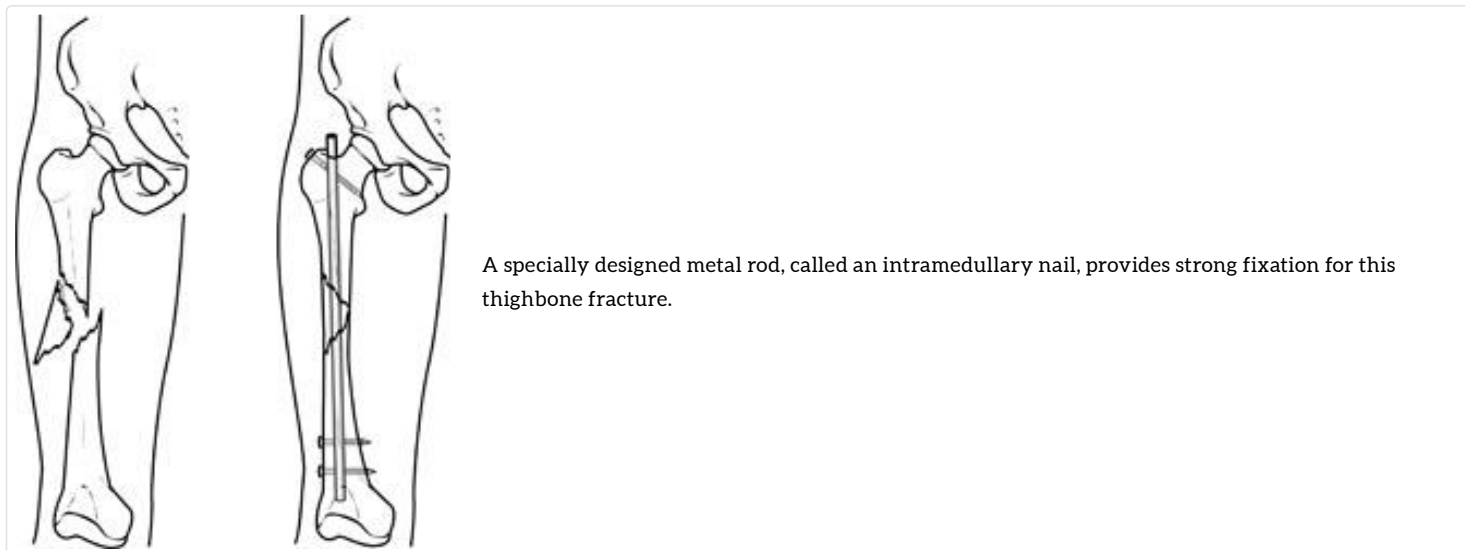 A specially designed metal rod, called an intramedullary nail, provides strong fixation for this
thighbone fracture.